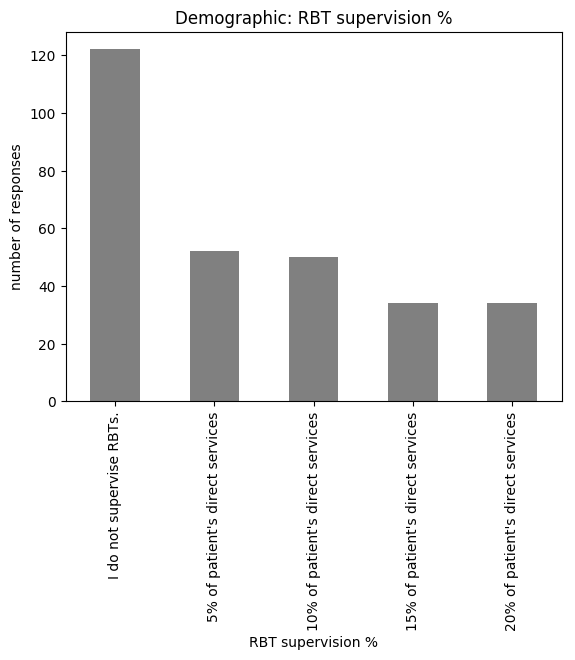 Demographic: RBT supervision %
number of responses
120
100
80
60
40
20
0
I do not supervise RBTs.
5% of patient's direct services
10% of patient's direct services
15% of patient's direct services
20% of patient's direct services
RBT supervision %